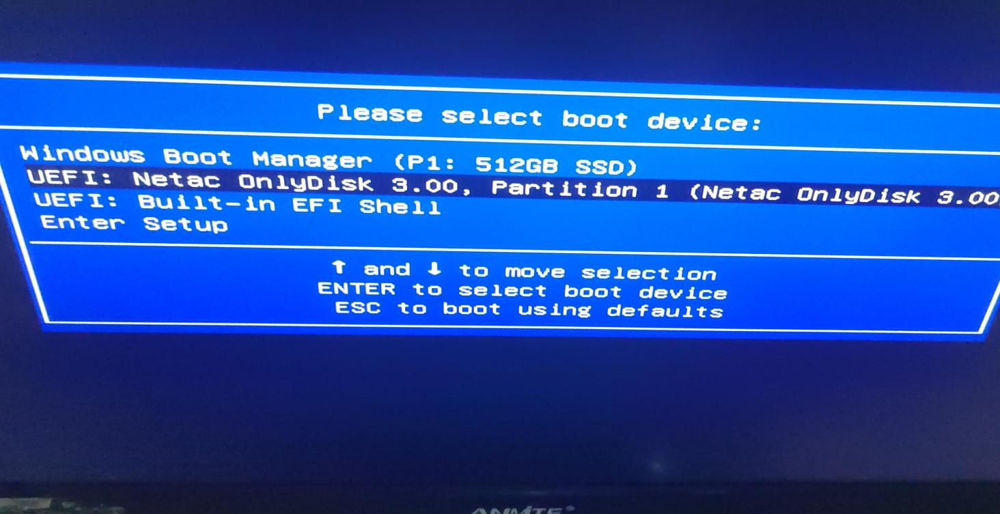 Please select boot device:
Windows Boot Manager (P1: 512GB SSD)
UEFI: Netac OnlyDisk 3.00, Partition 1 (Netac OnlyDisk 3.00
UEFI: Built-in EFI Shell
Enter Setup
↑ and ↓ to move selection
ENTER to select boot device
ESC to boot using defaults